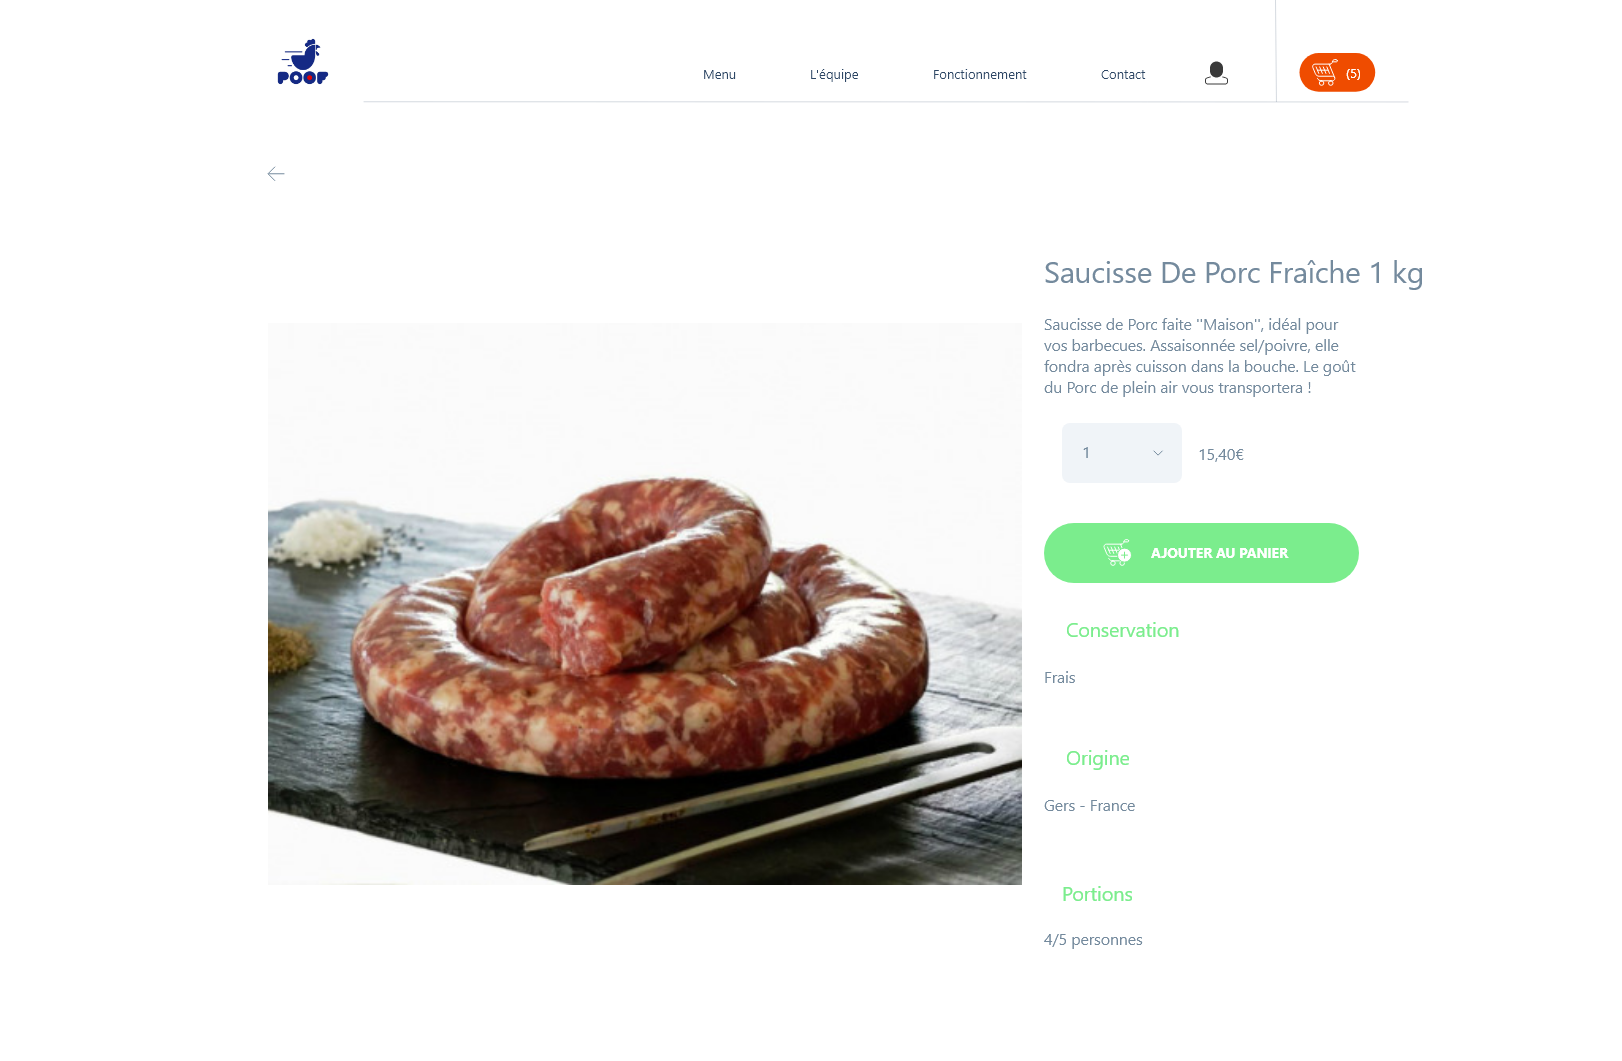 POOF
Menu
L'équipe
Fonctionnement
Contact
(5)
Saucisse De Porc Fraîche 1 kg
Saucisse de Porc faite "Maison", idéal pour
vos barbecues. Assaisonnée sel/poivre, elle
fondra après cuisson dans la bouche. Le goût
du Porc de plein air vous transportera !
1
15,40€
AJOUTER AU PANIER
Conservation
Frais
Origine
Gers - France
Portions
4/5 personnes